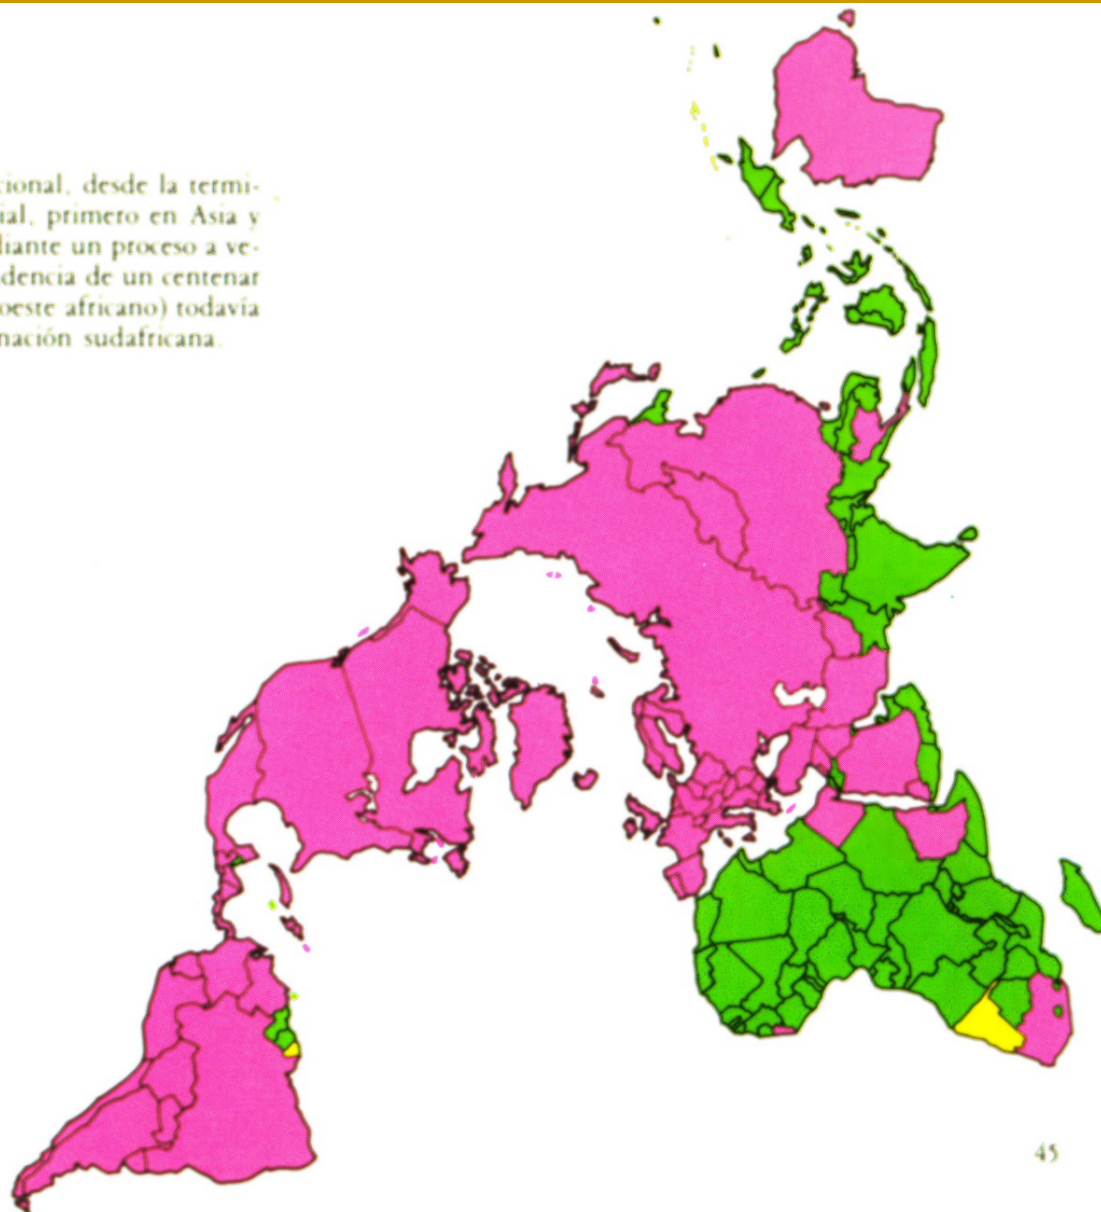 cional, desde la termi-
ial, primero en Asia y
diante un proceso a ve-
dencia de un centenar
oeste africano) todavía
nación sudafricana.
45